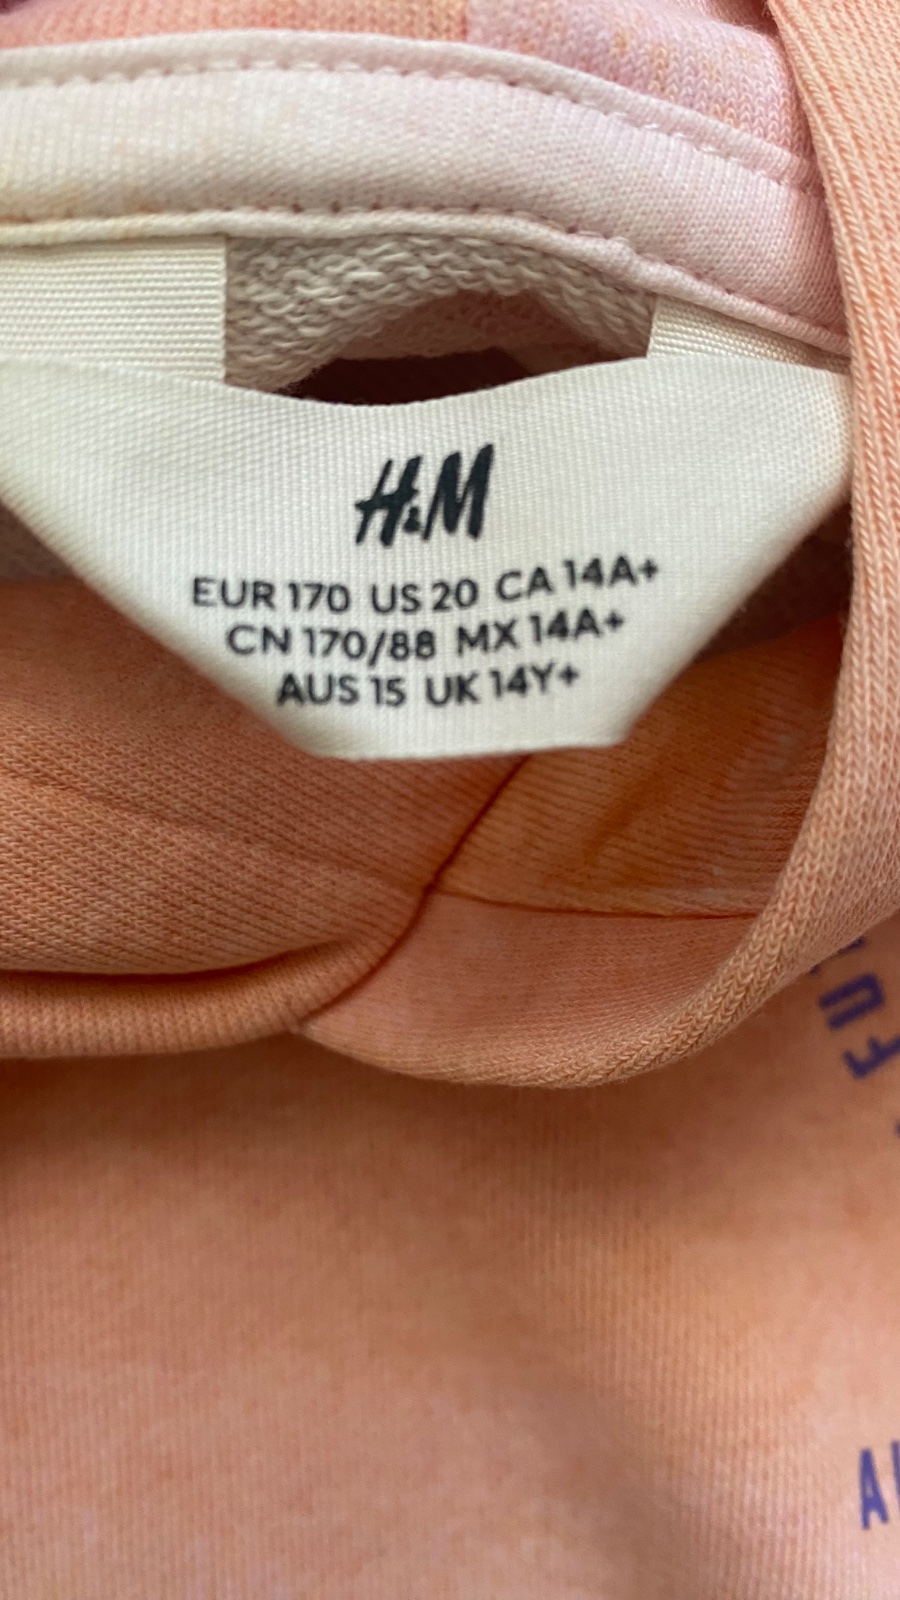 H&M
EUR 170 US 20 CA 14A+
CN 170/88 MX 14A+
AUS 15 UK 14Y+